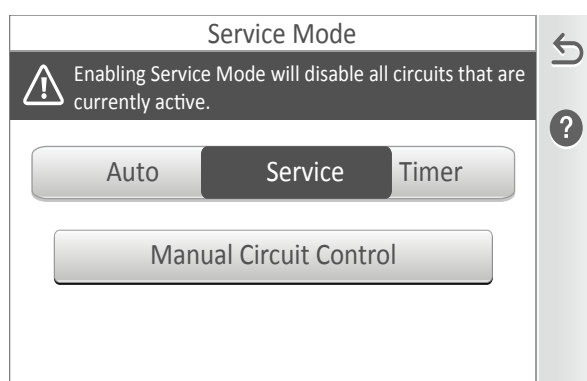 Service Mode
Enabling Service Mode will disable all circuits that are
currently active.
Auto Service Timer
Manual Circuit Control
?